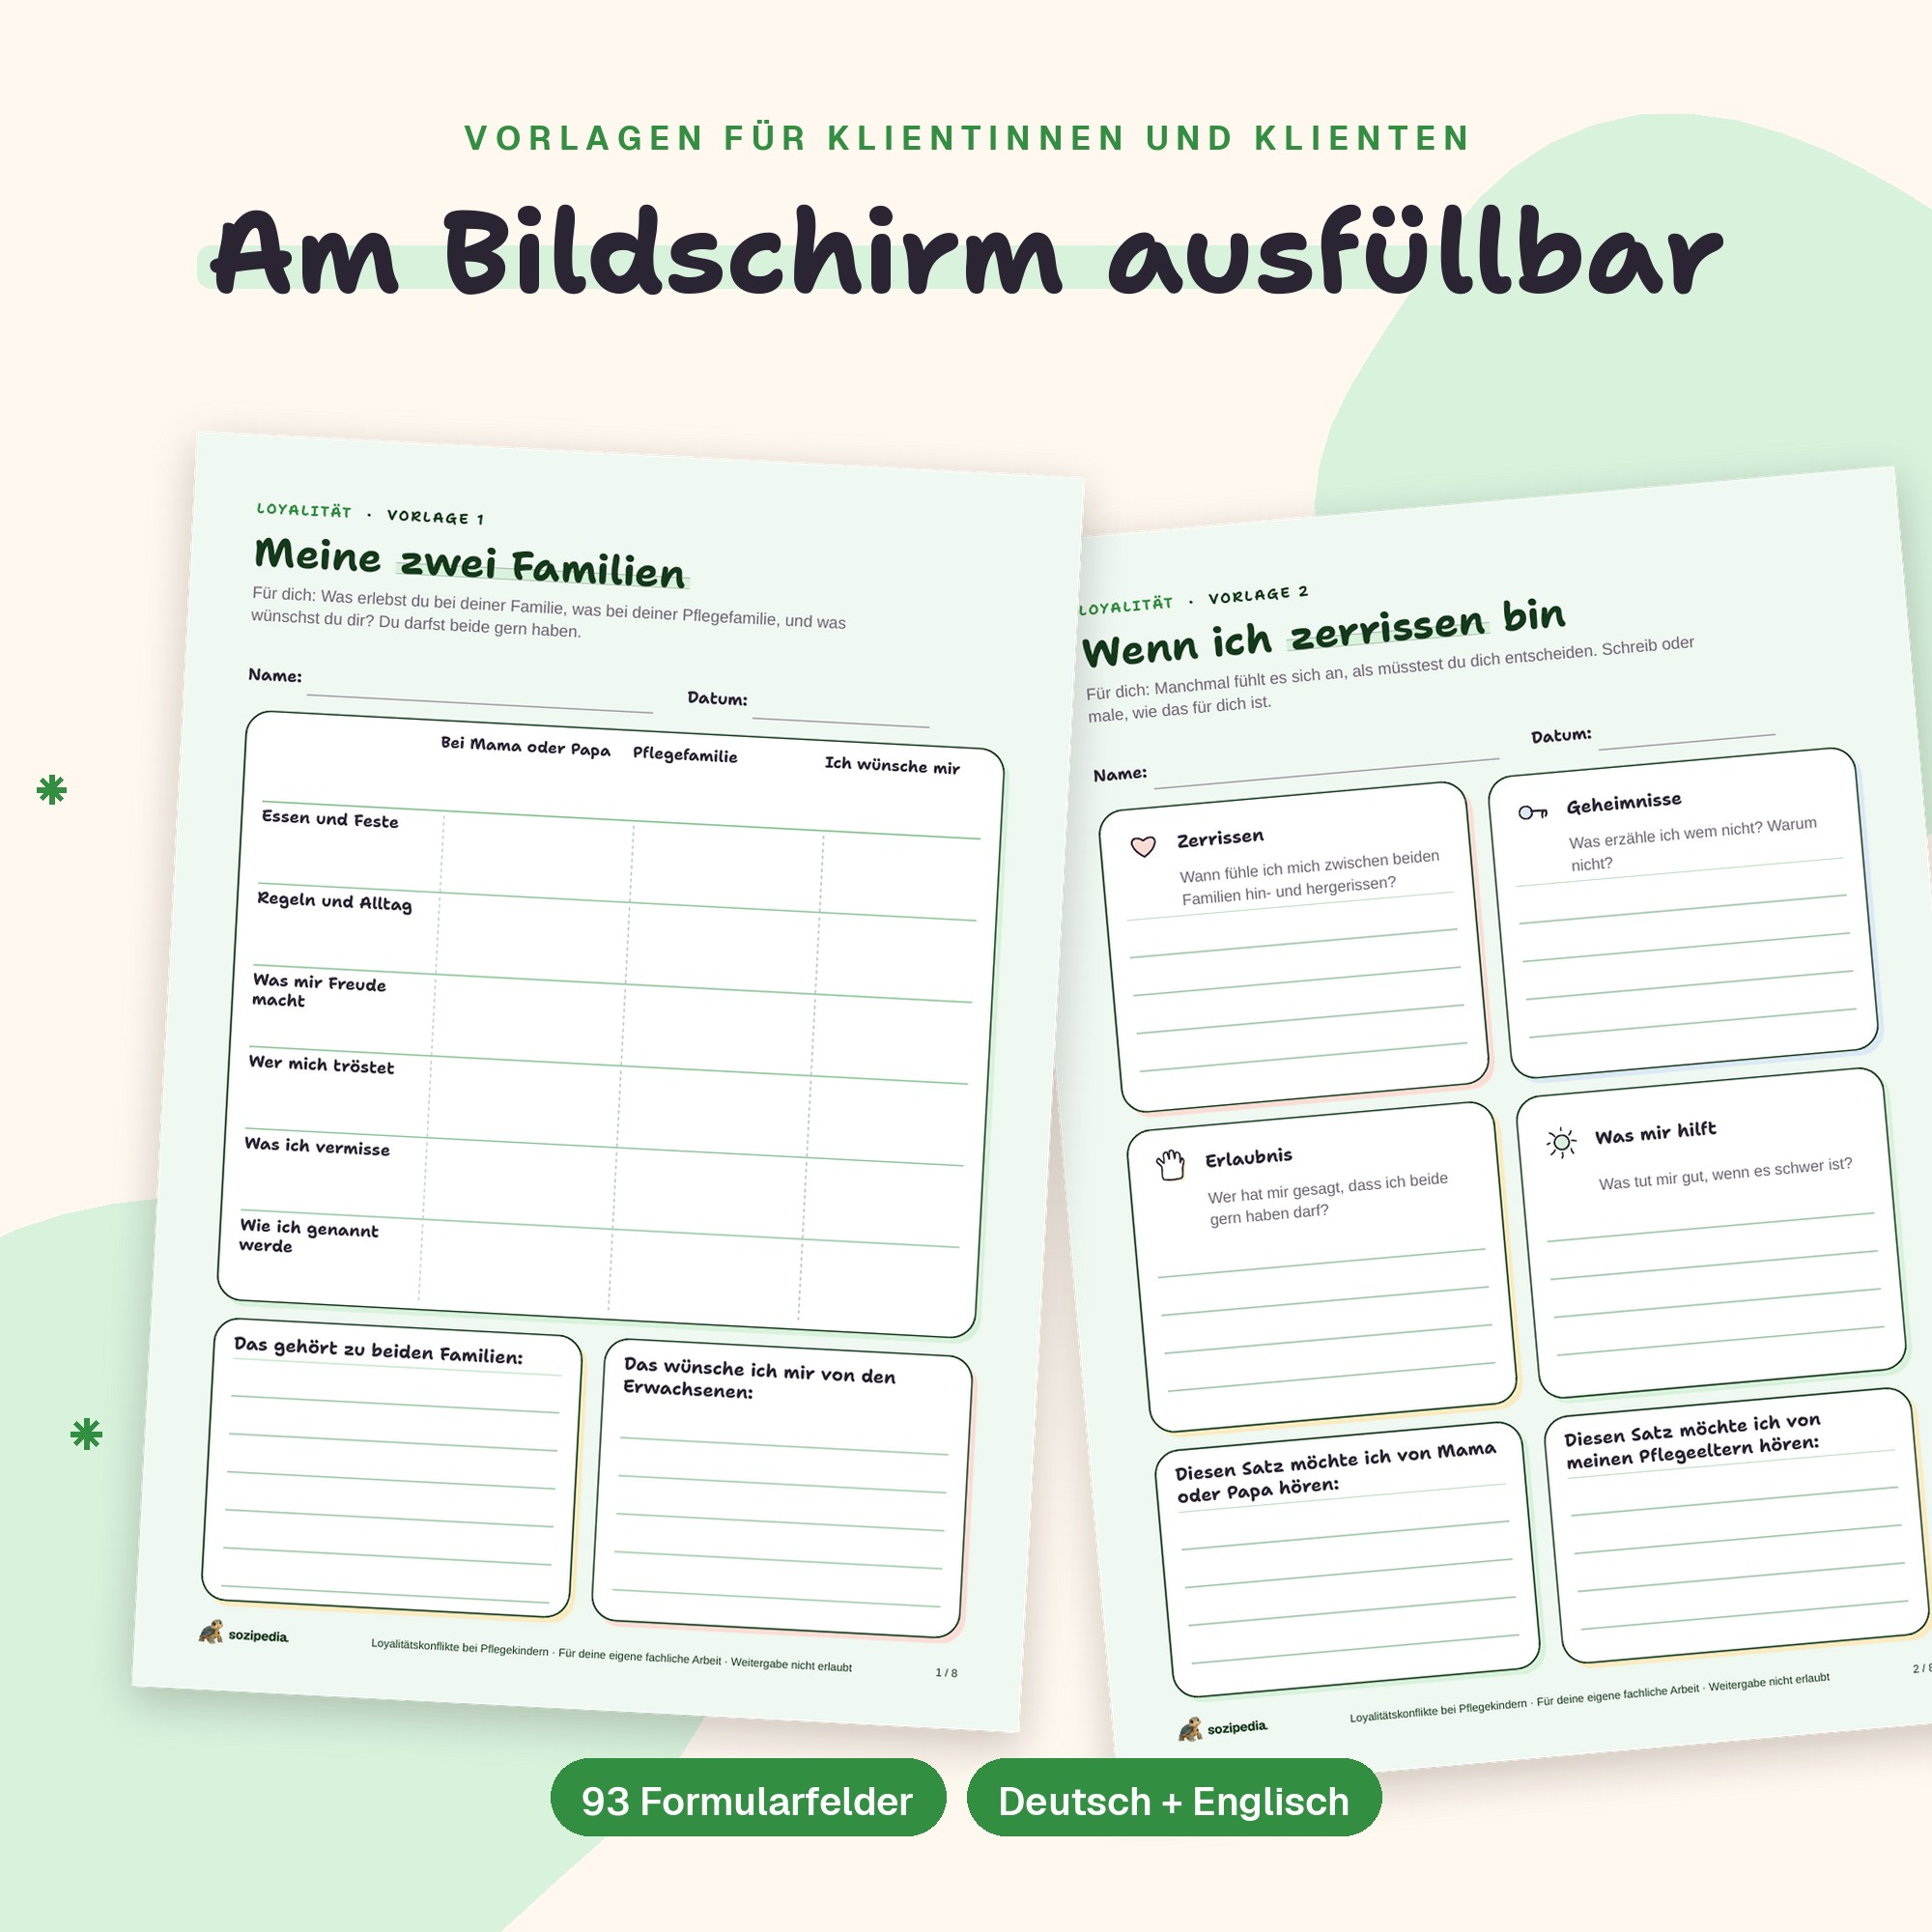 VORLAGEN FÜR KLIENTINNEN UND KLIENTEN
Am Bildschirm ausfüllbar
LOYALITÄT · VORLAGE 1
Meine zwei Familien
Für dich: Was erlebst du bei deiner Familie, was bei deiner Pflegefamilie, und was
wünschst du dir? Du darfst beide gern haben.
Name:
Datum:
Bei Mama oder Papa
Pflegefamilie
Ich wünsche mir
Essen und Feste
Regeln und Alltag
Was mir Freude
macht
Wer mich tröstet
Was ich vermisse
Wie ich genannt
werde
Das gehört zu beiden Familien:
Das wünsche ich mir von den
Erwachsenen:
sozipedia.
Loyalitätskonflikte bei Pflegekindern · Für deine eigene fachliche Arbeit · Weitergabe nicht erlaubt
1 / 8
LOYALITÄT · VORLAGE 2
Wenn ich zerrissen bin
Für dich: Manchmal fühlt es sich an, als müsstest du dich entscheiden. Schreib oder
male, wie das für dich ist.
Name:
Datum:
Zerrissen
Wann fühle ich mich zwischen beiden
Familien hin- und hergerissen?
Geheimnisse
Was erzähle ich wem nicht? Warum
nicht?
Erlaubnis
Wer hat mir gesagt, dass ich beide
gern haben darf?
Was mir hilft
Was tut mir gut, wenn es schwer ist?
Diesen Satz möchte ich von Mama
oder Papa hören:
Diesen Satz möchte ich von
meinen Pflegeeltern hören:
sozipedia.
Loyalitätskonflikte bei Pflegekindern · Für deine eigene fachliche Arbeit · Weitergabe nicht erlaubt
2 / 8
93 Formularfelder
Deutsch + Englisch